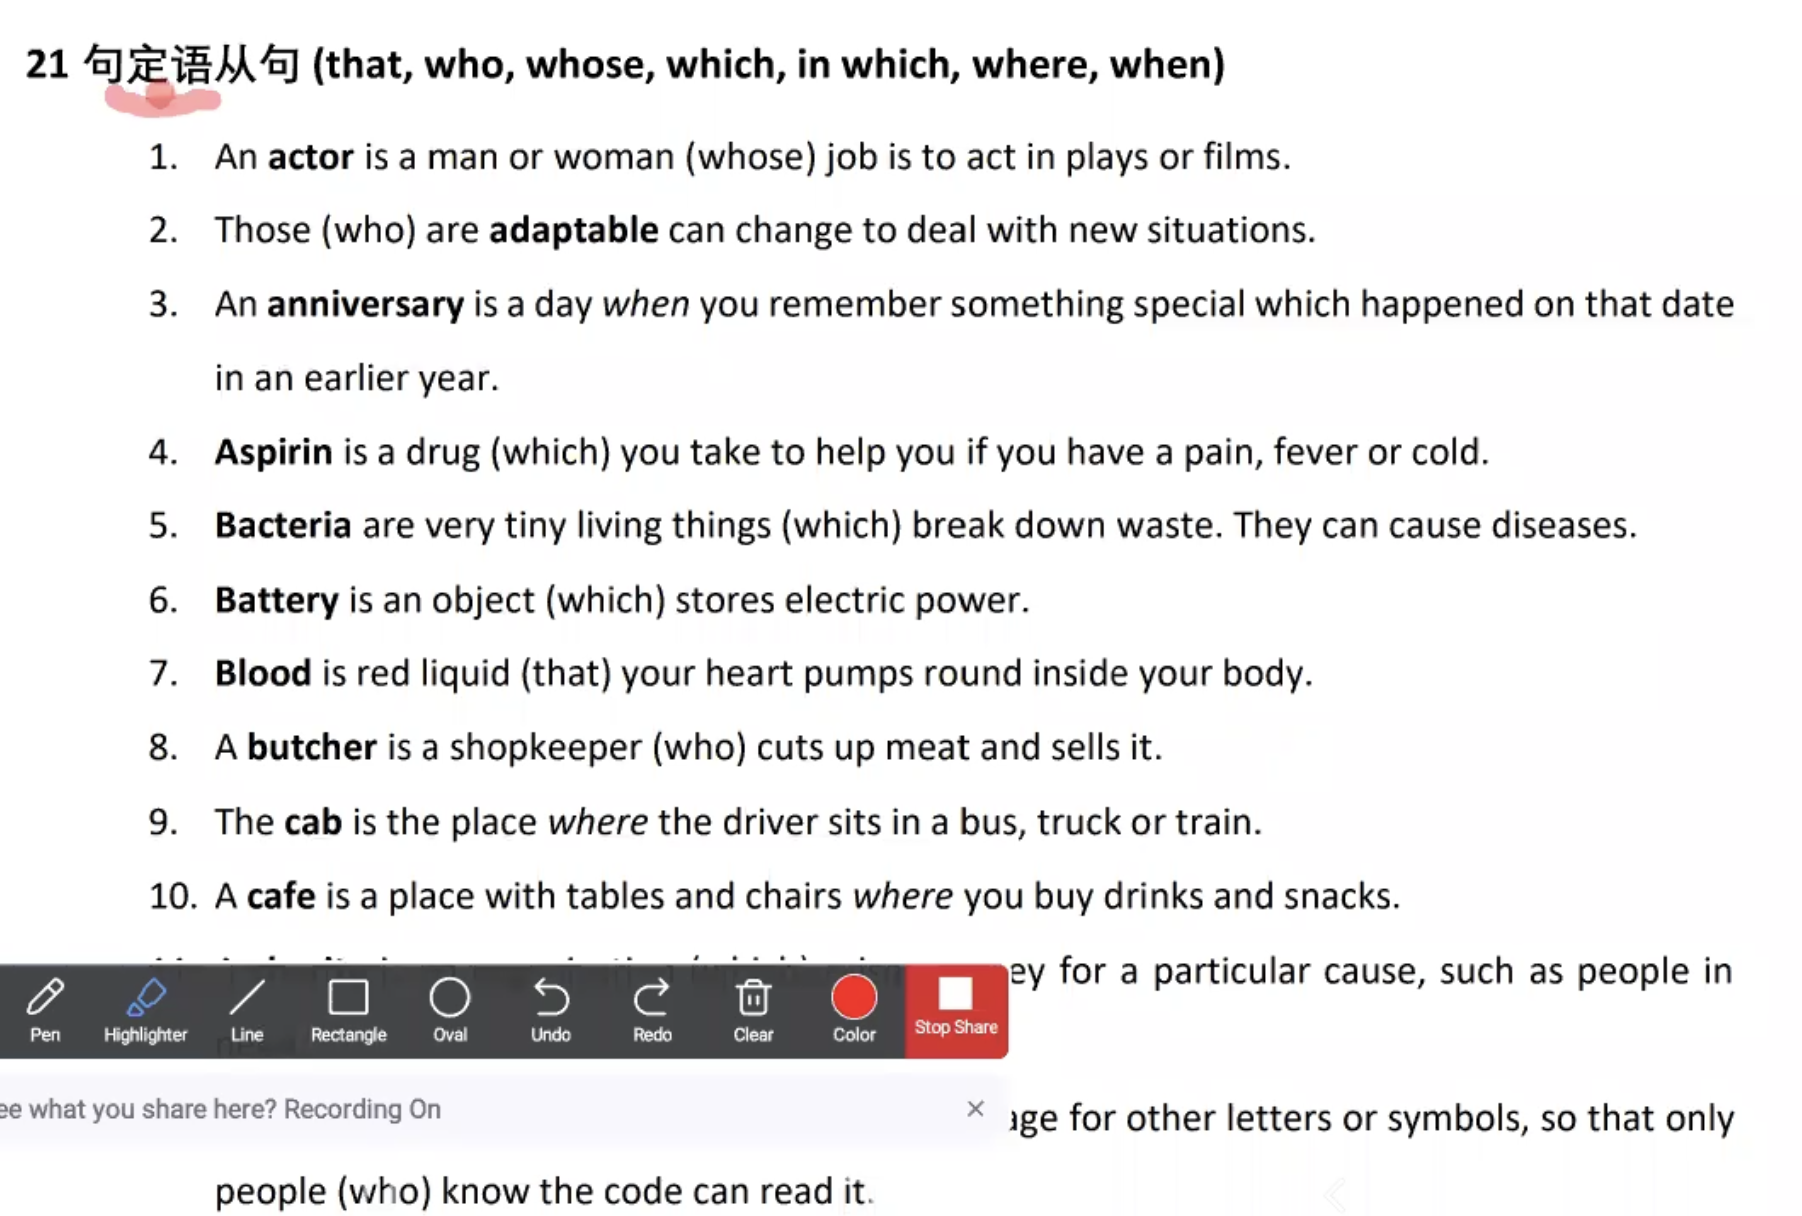 21 句定语从句 (that, who, whose, which, in which, where, when)
1. An actor is a man or woman (whose) job is to act in plays or films.
2. Those (who) are adaptable can change to deal with new situations.
3. An anniversary is a day when you remember something special which happened on that date
in an earlier year.
4. Aspirin is a drug (which) you take to help you if you have a pain, fever or cold.
5. Bacteria are very tiny living things (which) break down waste. They can cause diseases.
6. Battery is an object (which) stores electric power.
7. Blood is red liquid (that) your heart pumps round inside your body.
8. A butcher is a shopkeeper (who) cuts up meat and sells it.
9. The cab is the place where the driver sits in a bus, truck or train.
10. A cafe is a place with tables and chairs where you buy drinks and snacks.
ey for a particular cause, such as people in
Pen Highlighter Line Rectangle Oval Undo Redo Clear Color Stop Share
ee what you share here? Recording On
age for other letters or symbols, so that only
people (who) know the code can read it.